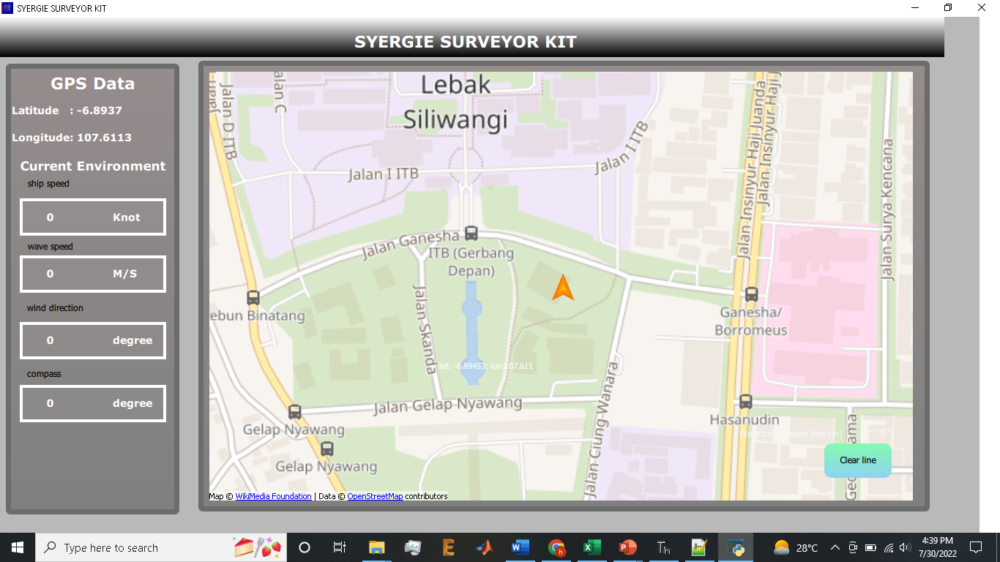 SYERGIE SURVEYOR KIT
SYERGIE SURVEYOR KIT
GPS Data
Latitude : -6.8937
Longitude: 107.6113
Current Environment
ship speed
0 Knot
wave speed
0 M/S
wind direction
0 degree
compass
0 degree
Lebak
Siliwangi
Jalan C
Jalan D ITB
Jalan I ITB
Jalan I ITB
Jalan Insinyur Haji Juanda
Jalan Insinyur Haji
Jalan Surya Kencana
Jalan Ganesha
ITB (Gerbang
Depan)
ebun Binatang
Jalan Skanda
Ganesha/
Borromeus
lat: -6.89453; lon:107.611
Jalan Ciung Wanara
Jalan Gelap Nyawang
Gelap Nyawang
Gelap Nyawang
Hasanudin
Distance between line (m) 0
Clear line
Map © WikiMedia Foundation | Data © OpenStreetMap contributors
Type here to search
28°C
4:39 PM
7/30/2022